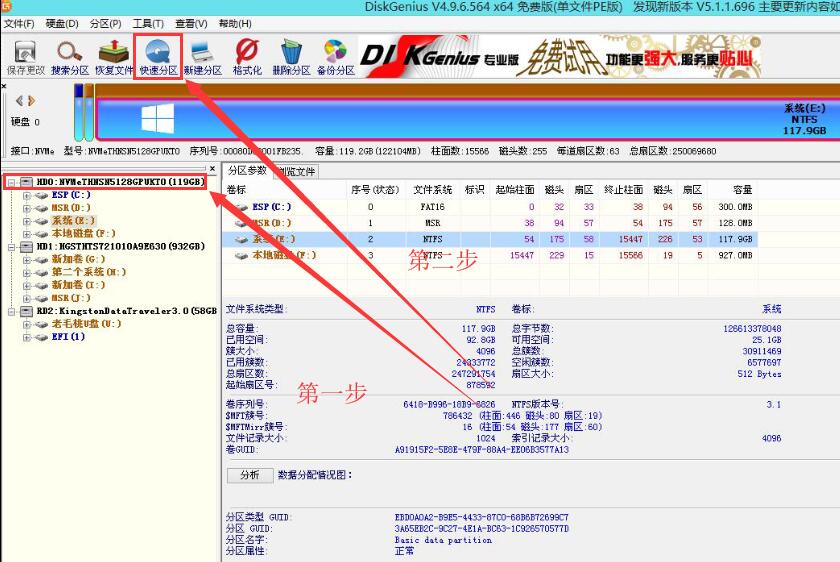 DiskGenius V4.9.6.564 x64 免费版(单文件PE版) 发现新版本 V5.1.1.696 主要更新内容如
文件(F) 硬盘(D) 分区(P) 工具(T) 查看(V) 帮助(H)
保存更改 搜索分区 恢复文件 快速分区 新建分区 格式化 删除分区 备份分区
DISKGenius 专业版 免费试用 功能更强大,服务更贴心
硬盘 0
系统(E:)
NTFS
117.9GB
接口:NVMe 型号:NVMeTHNSN5128GPUKTO 容量:119.2GB(122104MB) 柱面数:15566 磁头数:255 每道扇区数:63 总扇区数:250069680
HD0:NVMeTHNSN5128GPUKTO(119GB)
ESP(C:)
MSR(D:)
系统(E:)
本地磁盘(F:)
HD1:HGSTHTS721010A9E630(932GB)
新加卷(G:)
第二个系统(H:)
新加卷(I:)
MSR(J:)
RD2:KingstonDataTraveler3.0(58GB
老毛桃U盘(U:)
EFI(1)
分区参数 浏览文件
卷标 序号(状态) 文件系统 标识 起始柱面 磁头 扇区 终止柱面 磁头 扇区 容量
ESP(C:) 0 FAT16 0 32 33 38 94 56 300.0MB
MSR(D:) 1 MSR 38 94 57 54 175 57 128.0MB
系统(E:) 2 NTFS 54 175 58 15447 226 53 117.9GB
本地磁盘(F:) 3 NTFS 15447 229 15 15566 19 5 927.0MB
第二步
文件系统类型: NTFS 卷标: 系统
总容量: 117.9GB 总字节数: 126613378048
已用空间: 92.8GB 可用空间: 25.1GB
簇大小: 4096 总簇数: 30911469
已用簇数: 24333772 空闲簇数: 6577697
总扇区数: 247291754 扇区大小: 512 Bytes
起始扇区号: 878592
第一步
卷序列号: 6418-B996-18B9-6826 NTFS版本号: 3.1
$MFT簇号: 786432 (柱面:446 磁头:80 扇区:19)
$MFTMirr簇号: 16 (柱面:54 磁头:177 扇区:60)
文件记录大小: 1024 索引记录大小: 4096
卷GUID: A91915F2-5E8E-479F-88A4-EE06B3577A13
分析 数据分配情况图:
分区类型 GUID: EBD0A0A2-B9E5-4433-87C0-68B6B72699C7
分区 GUID: 3A65EB2C-9C27-4E1A-BC63-1C926570577D
分区名字: Basic data partition
分区属性: 正常